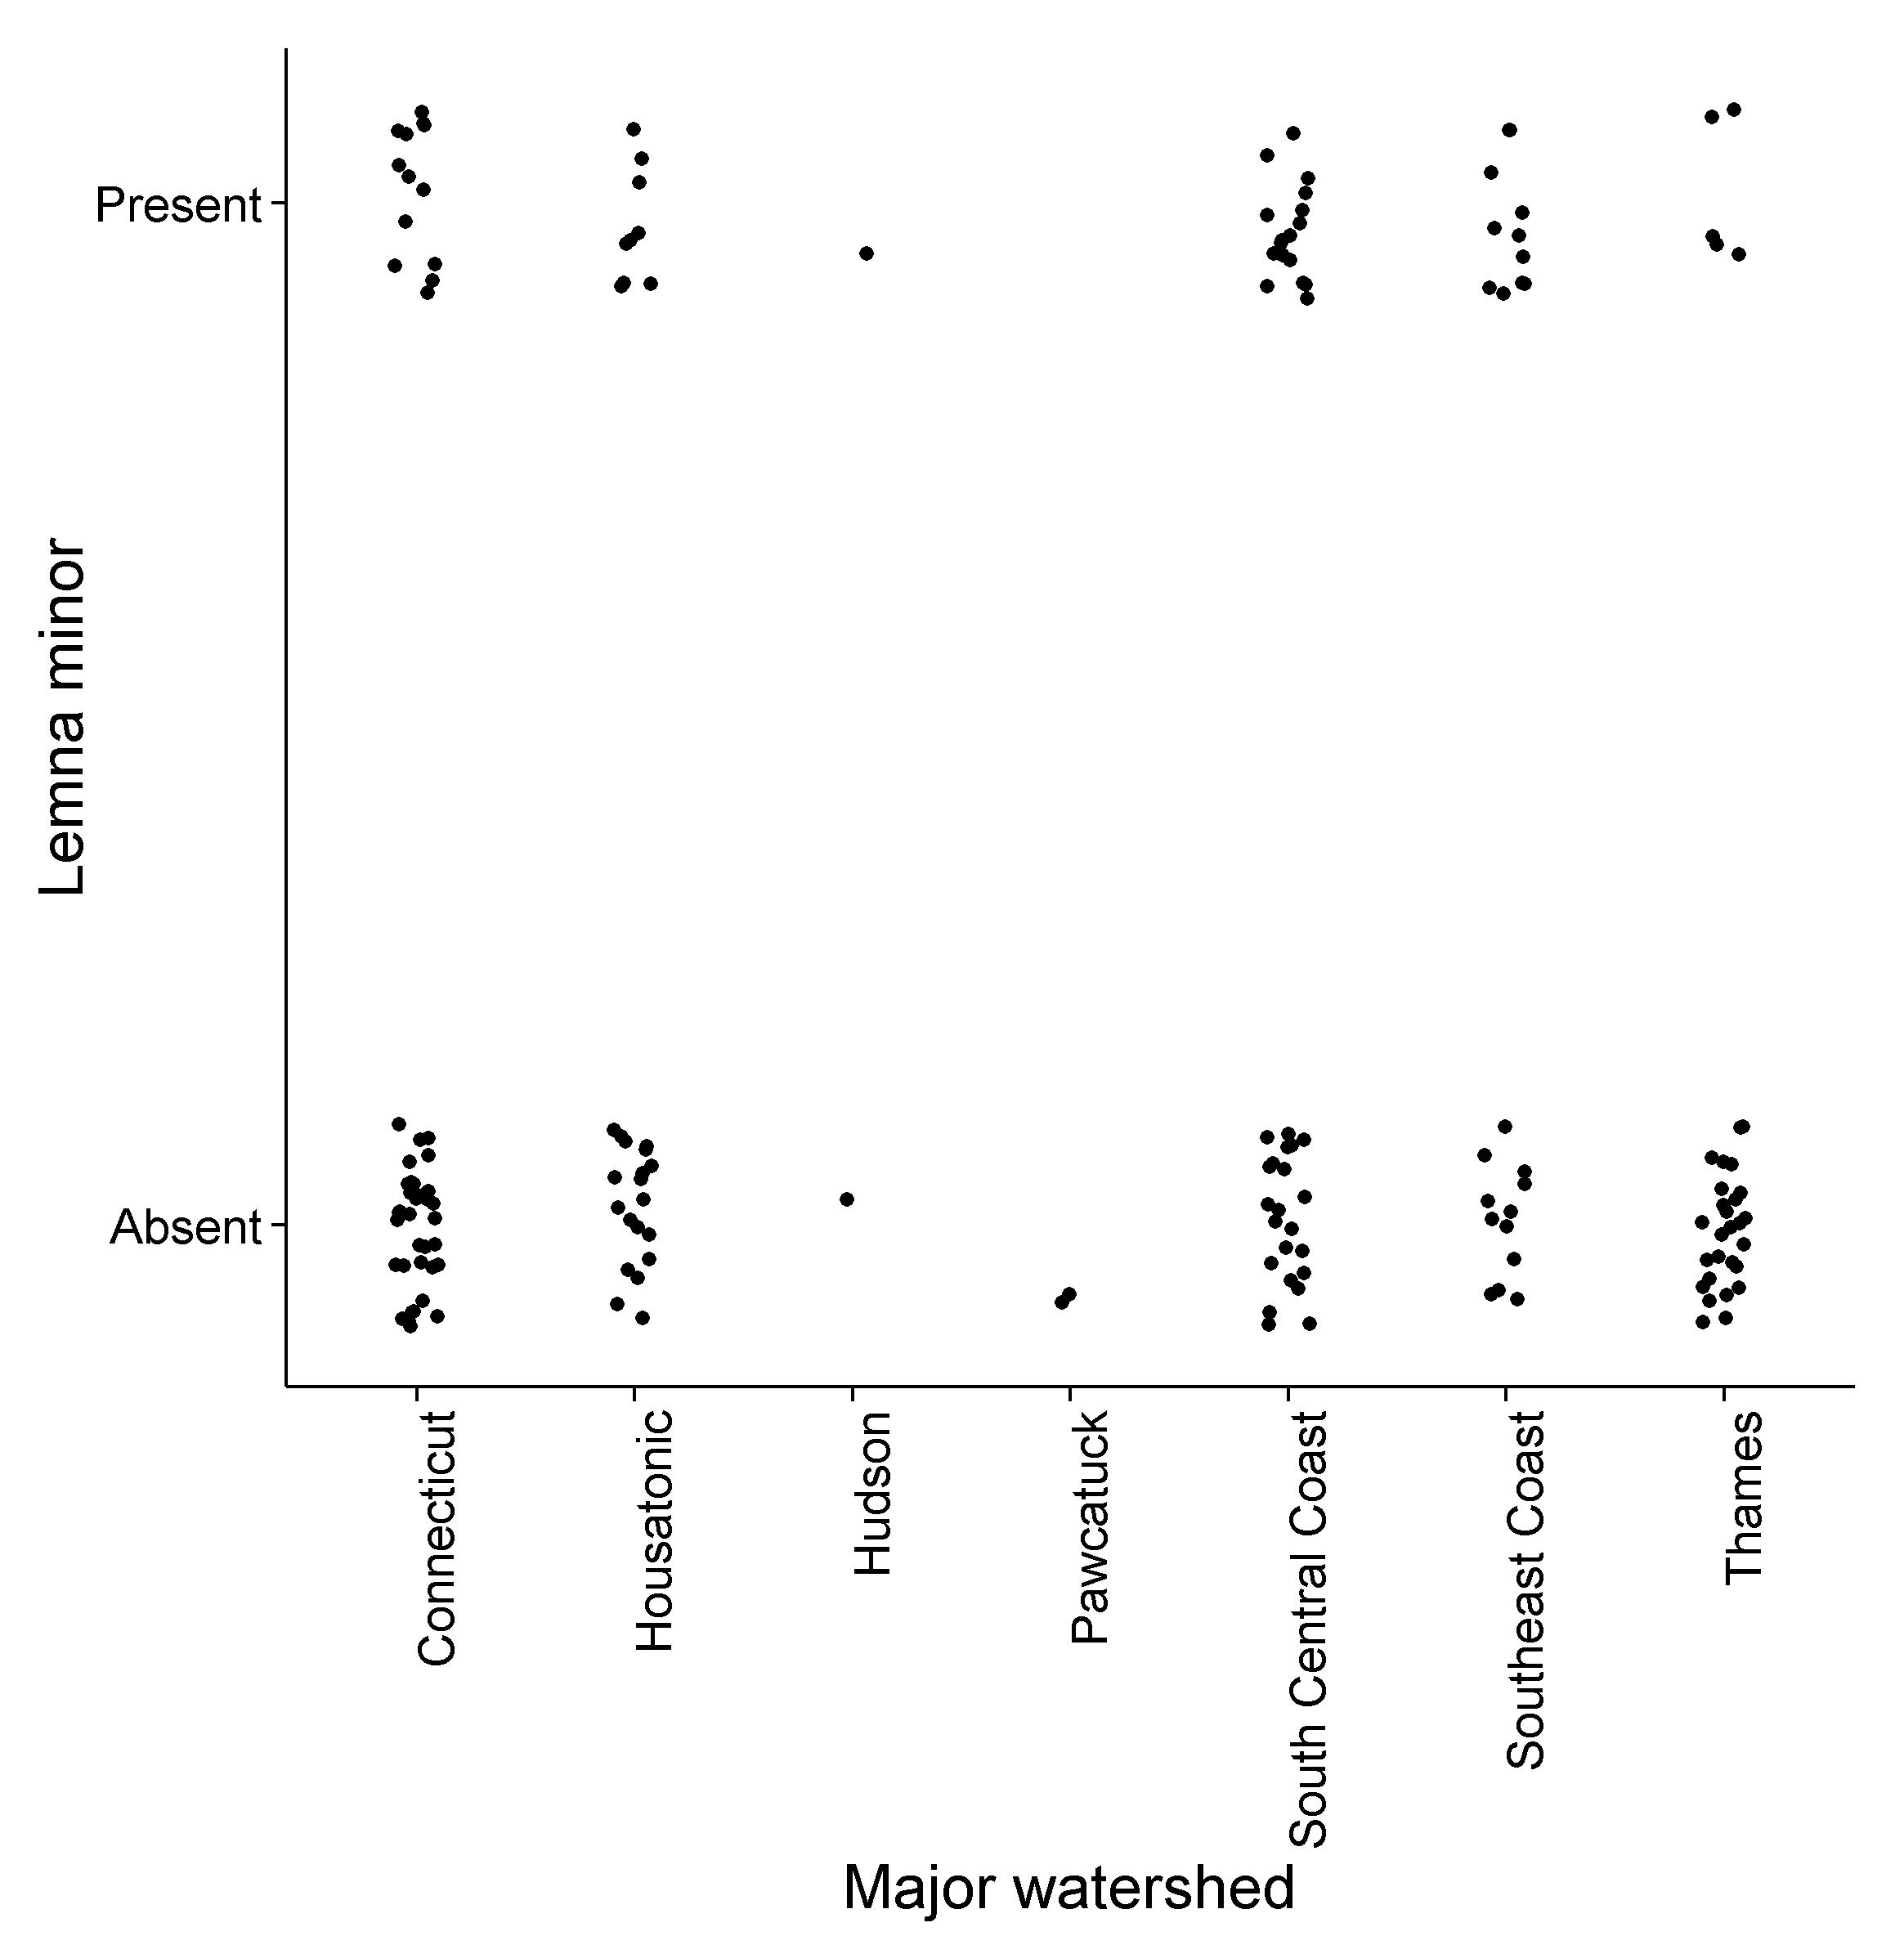 Present
Lemna minor
Absent
Connecticut
Housatonic
Hudson
Pawcatuck
South Central Coast
Southeast Coast
Thames
Major watershed